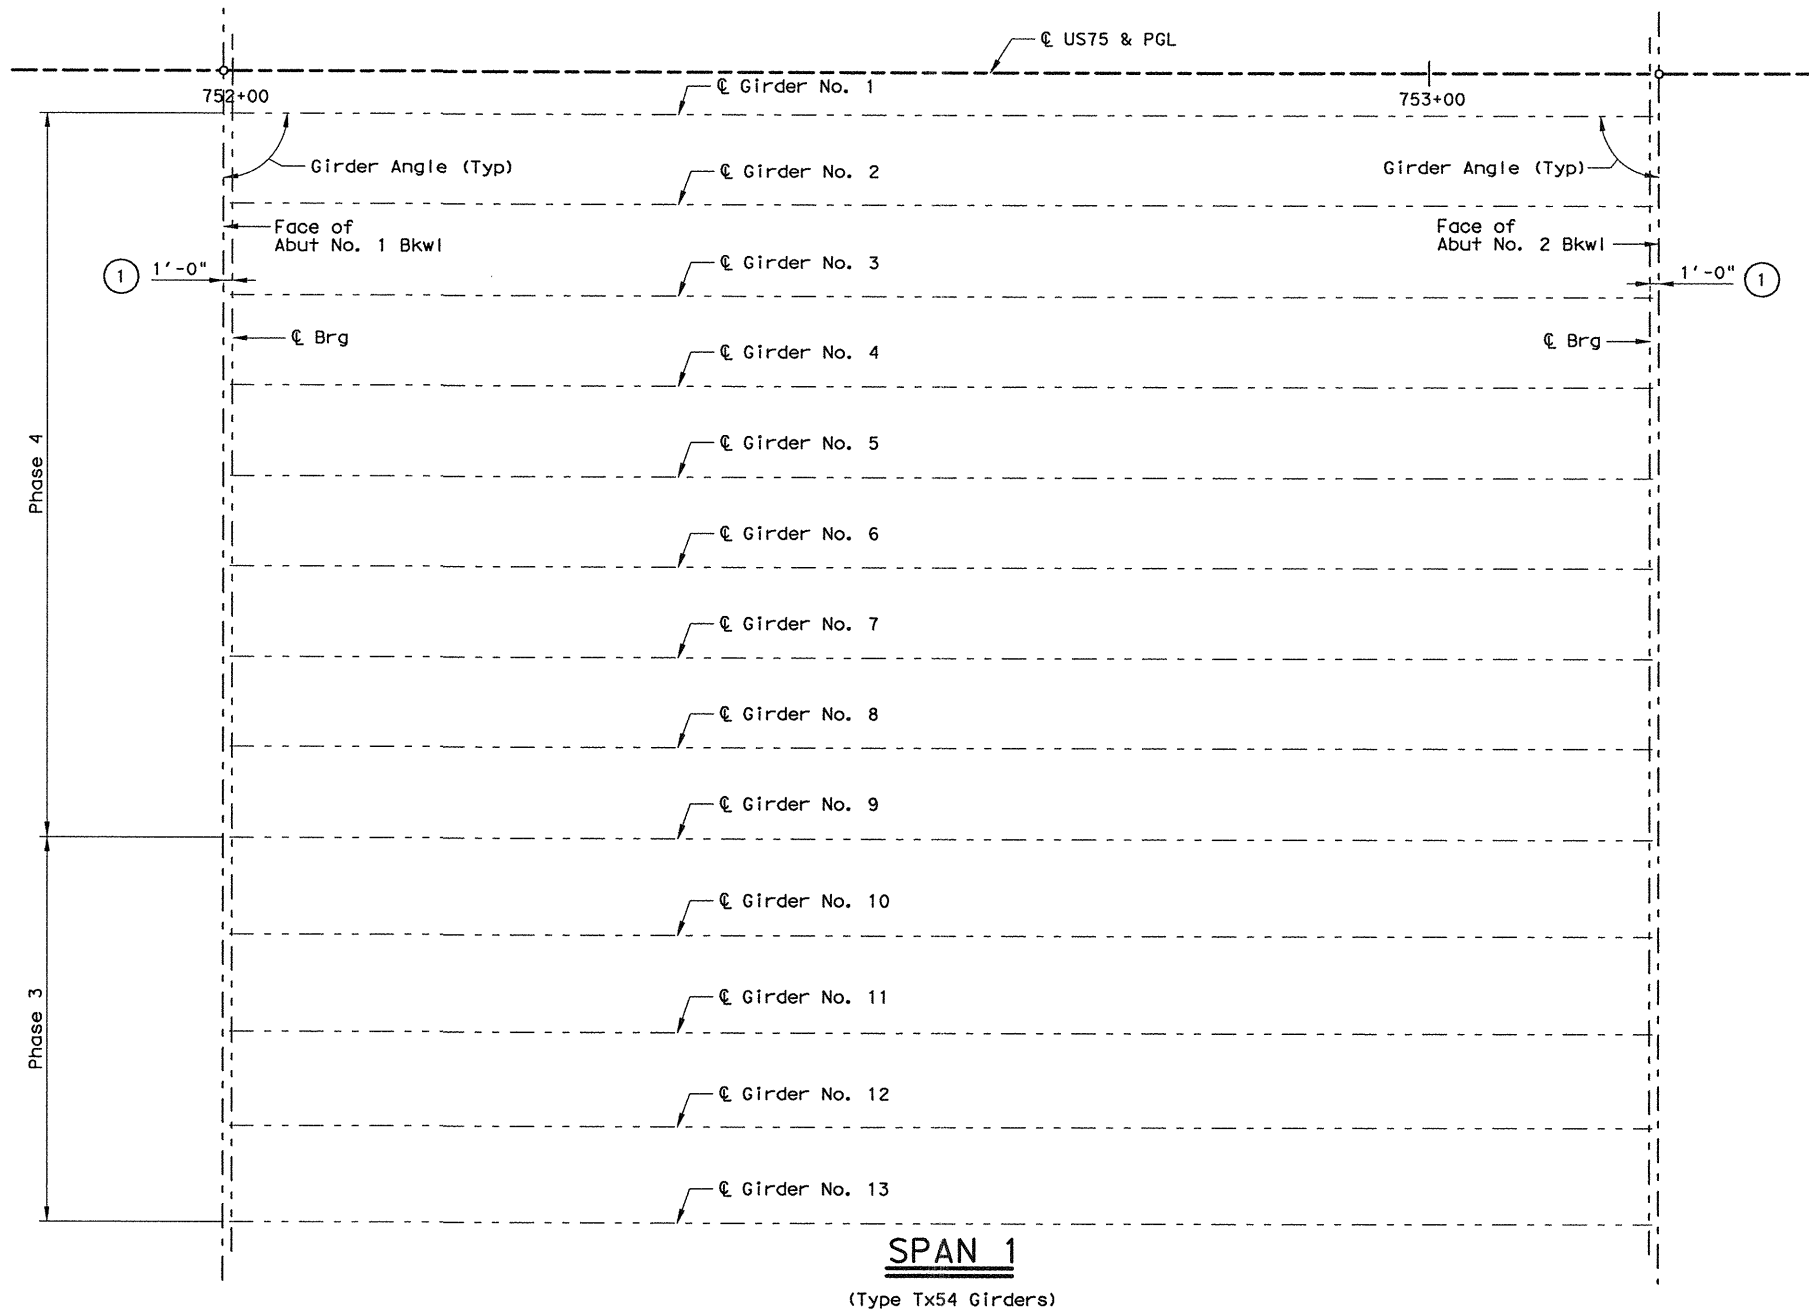 ℄ US75 & PGL
752+00
℄ Girder No. 1
753+00
Girder Angle (Typ)
℄ Girder No. 2
Girder Angle (Typ)
Face of
Abut No. 1 Bkwl
Face of
Abut No. 2 Bkwl
1 1'-0"
℄ Girder No. 3
1'-0" 1
℄ Brg
℄ Girder No. 4
℄ Brg
Phase 4
℄ Girder No. 5
℄ Girder No. 6
℄ Girder No. 7
℄ Girder No. 8
℄ Girder No. 9
℄ Girder No. 10
Phase 3
℄ Girder No. 11
℄ Girder No. 12
℄ Girder No. 13
SPAN 1
(Type Tx54 Girders)